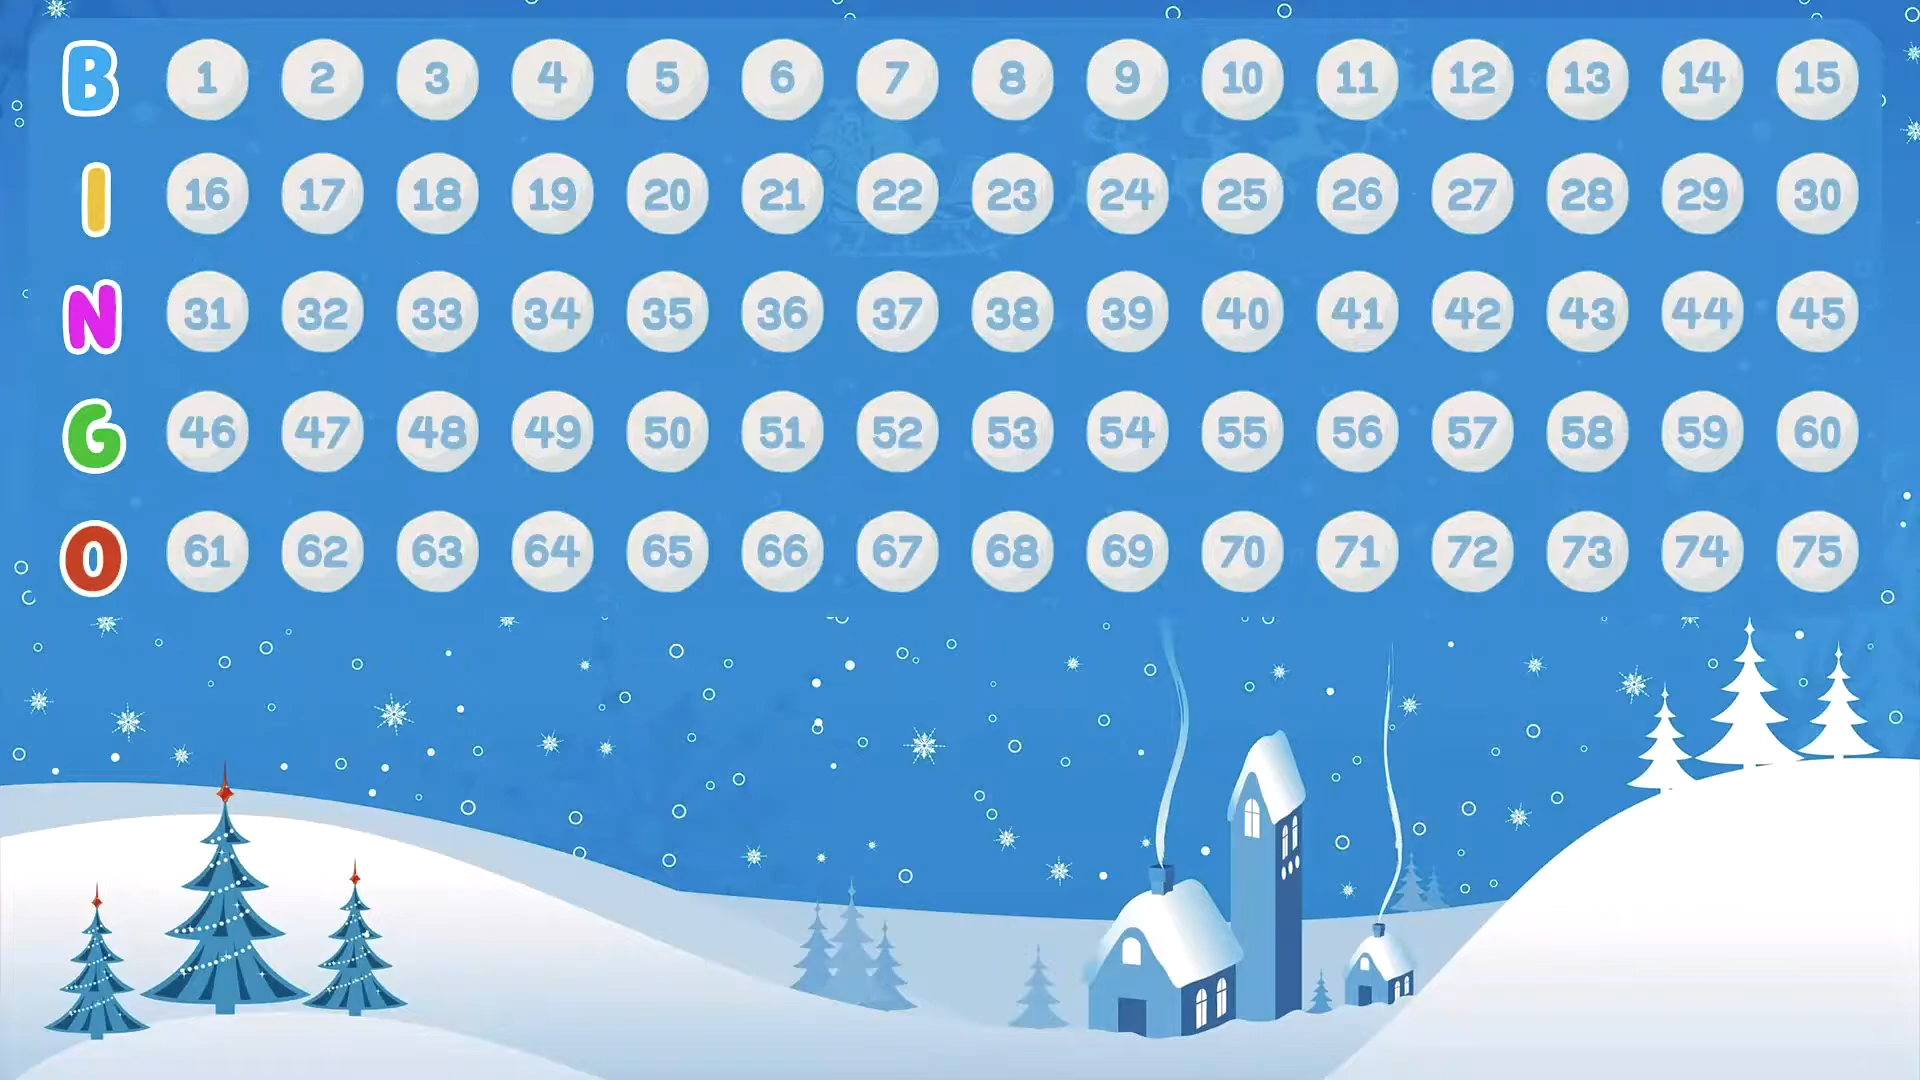 B 1 2 3 4 5 6 7 8 9 10 11 12 13 14 15
I 16 17 18 19 20 21 22 23 24 25 26 27 28 29 30
N 31 32 33 34 35 36 37 38 39 40 41 42 43 44 45
G 46 47 48 49 50 51 52 53 54 55 56 57 58 59 60
O 61 62 63 64 65 66 67 68 69 70 71 72 73 74 75